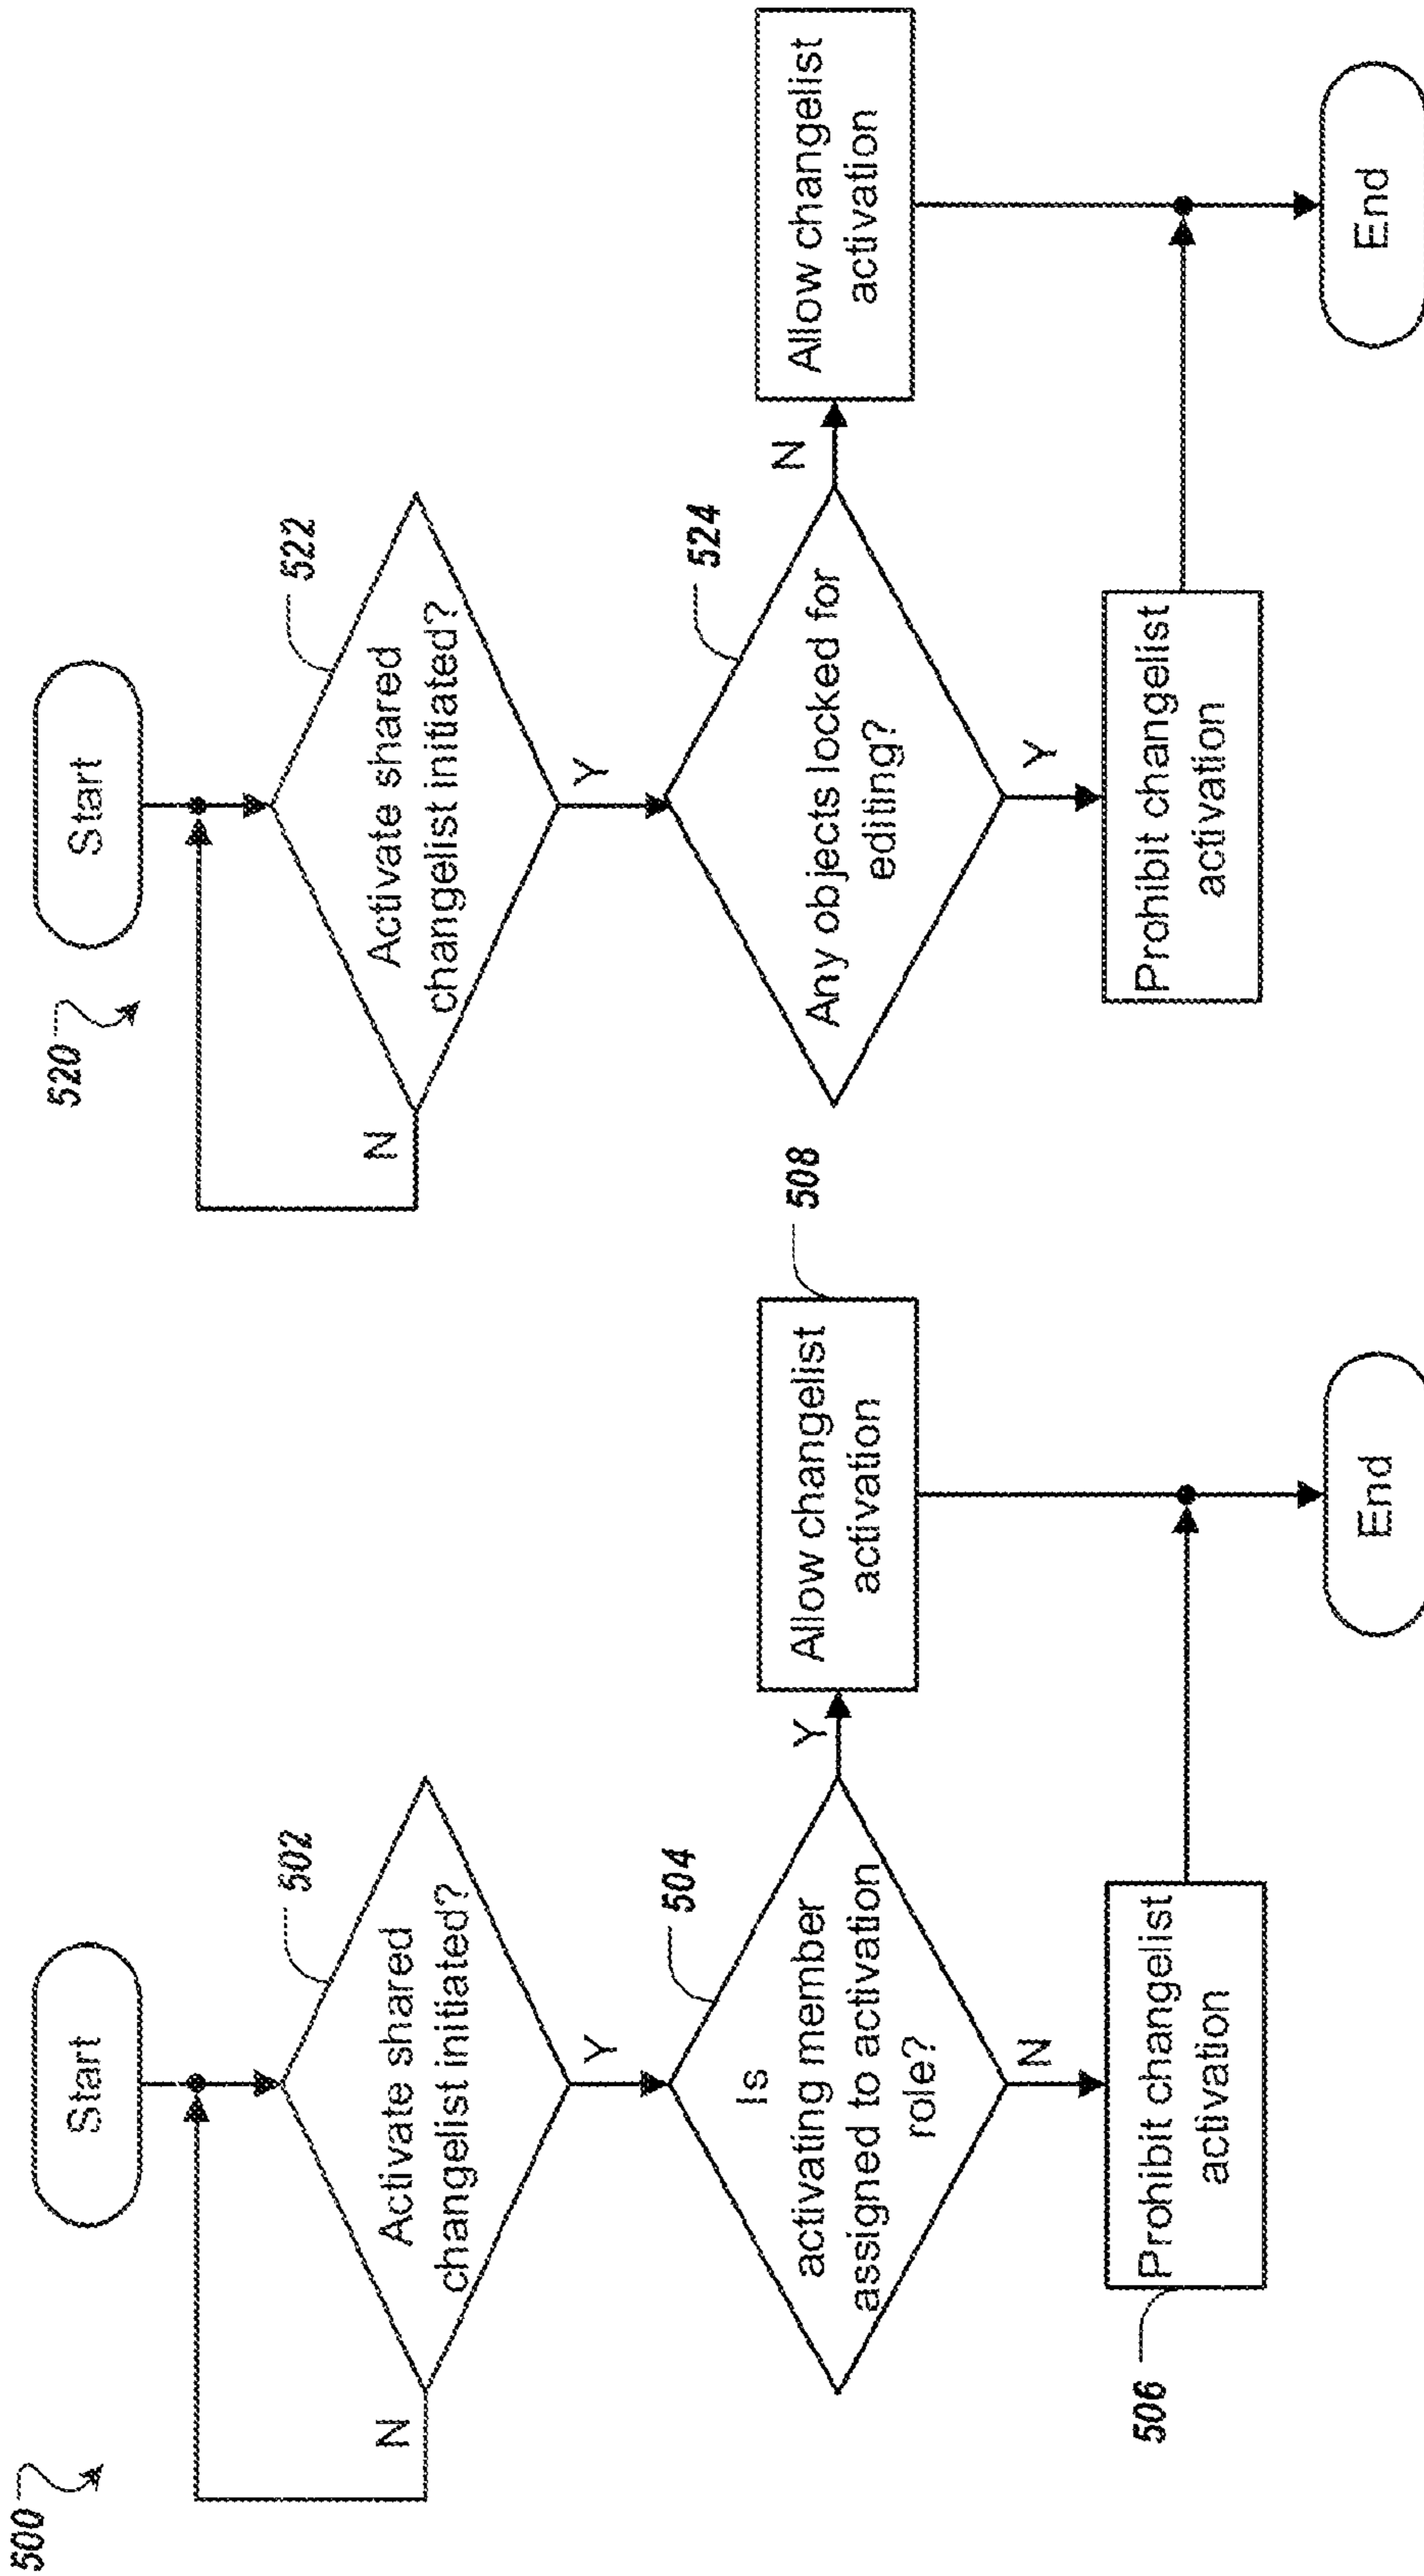 500
Start
502
Activate shared
changelist initiated?
N
Y
504
Is
activating member
assigned to activation
role?
Y
N
508
Allow changelist
activation
506
Prohibit changelist
activation
End
520
Start
522
Activate shared
changelist initiated?
N
Y
524
Any objects locked for
editing?
N
Y
Allow changelist
activation
Prohibit changelist
activation
End